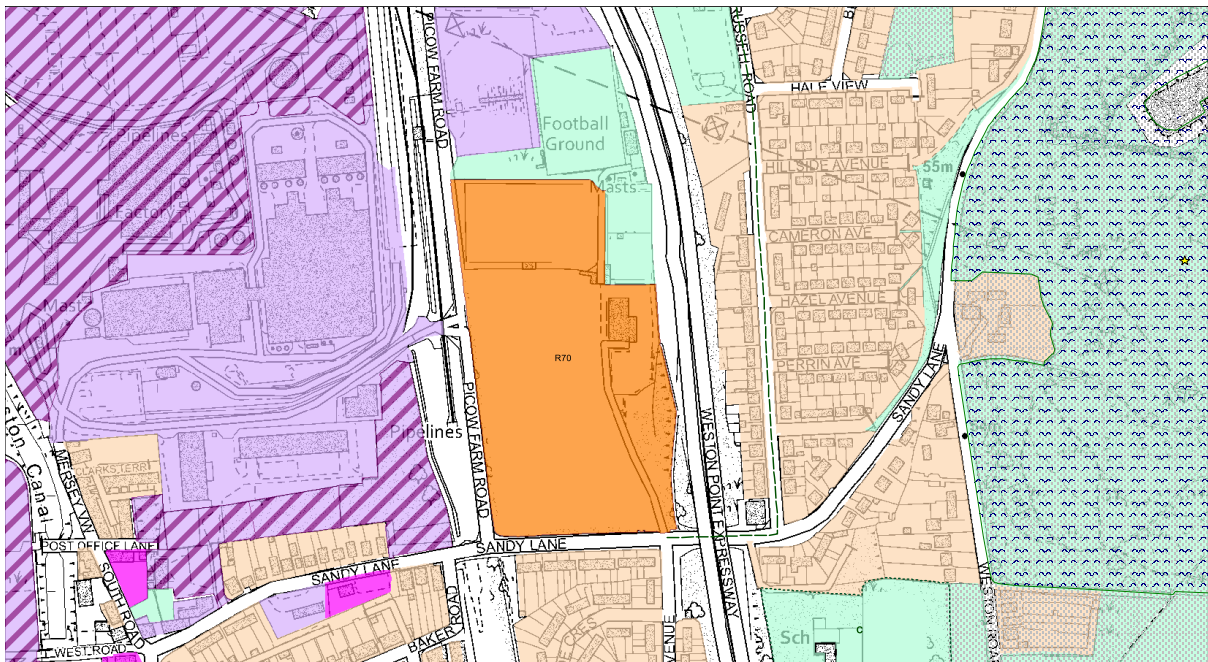 PICOW FARM ROAD
RUSSELL ROAD
HALE VIEW
Pipelines
Football
Ground
HILL SIDE AVENUE
55m
Masts
Factory
CAMERON AVE
Mast
HAZEL AVENUE
R70
PERRIN AVE
SANDY LANE
PICOW FARM ROAD
WESTON POINT EXPRESSWAY
Pipelines
Canal
MERSEY VW
CLARKS TERR
POST OFFICE LANE
SANDY LANE
SANDY LANE
SOUTH ROAD
WESTON ROAD
WEST ROAD
BAKER ROAD
AVENUE
Sch
c